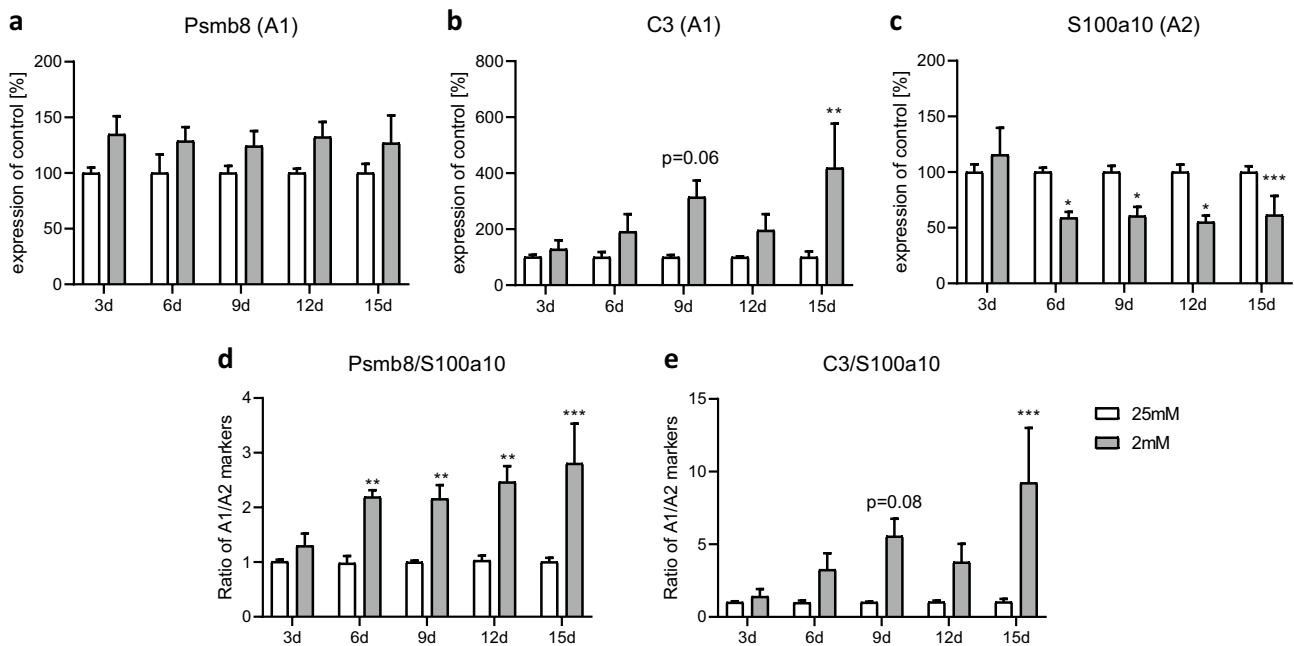 a
Psmb8 (A1)
expression of control [%]
200
150
100
50
0
3d 6d 9d 12d 15d
b
C3 (A1)
expression of control [%]
800
600
400
200
0
p=0.06
**
3d 6d 9d 12d 15d
c
S100a10 (A2)
expression of control [%]
200
150
100
50
0
* * * ***
3d 6d 9d 12d 15d
d
Psmb8/S100a10
Ratio of A1/A2 markers
4
3
2
1
0
** ** ** ***
3d 6d 9d 12d 15d
e
C3/S100a10
Ratio of A1/A2 markers
15
10
5
0
p=0.08
***
3d 6d 9d 12d 15d
25mM
2mM